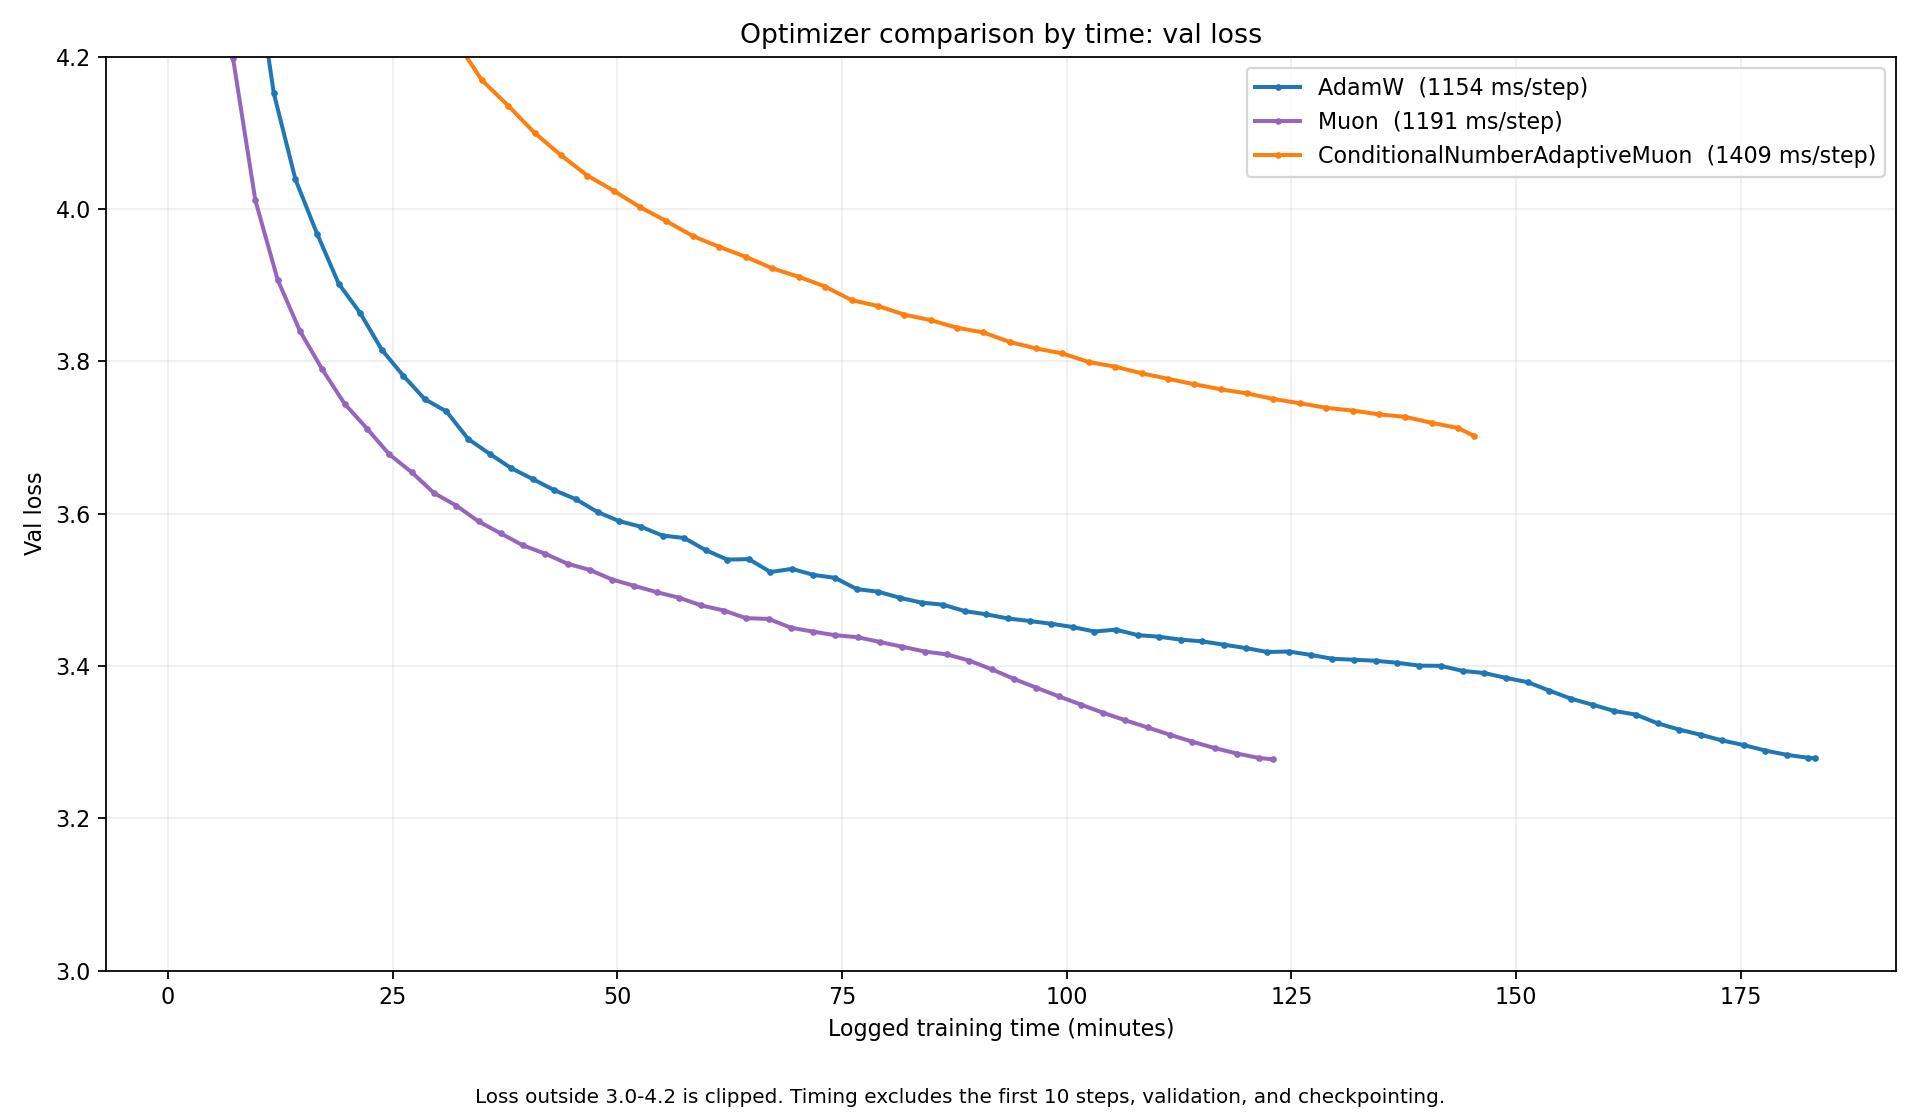 Optimizer comparison by time: val loss
AdamW  (1154 ms/step)
Muon  (1191 ms/step)
ConditionalNumberAdaptiveMuon  (1409 ms/step)
Val loss
4.2
4.0
3.8
3.6
3.4
3.2
3.0
0 25 50 75 100 125 150 175
Logged training time (minutes)
Loss outside 3.0-4.2 is clipped. Timing excludes the first 10 steps, validation, and checkpointing.